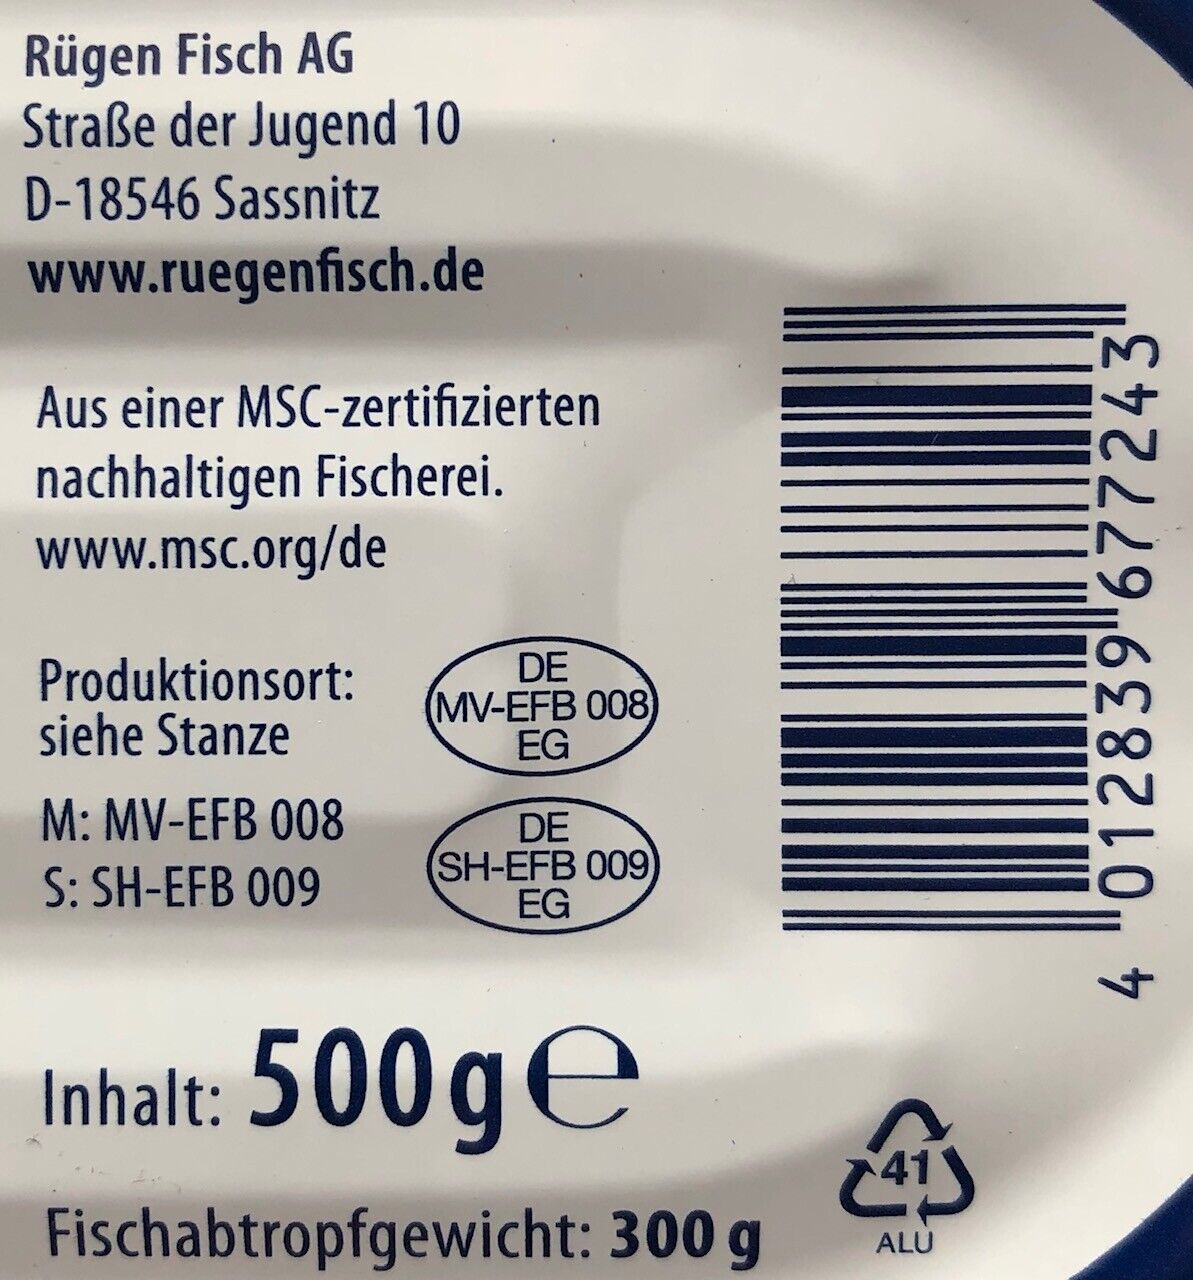 Rügen Fisch AG
Straße der Jugend 10
D-18546 Sassnitz
www.ruegenfisch.de
Aus einer MSC-zertifizierten
nachhaltigen Fischerei.
www.msc.org/de
Produktionsort:
siehe Stanze
M: MV-EFB 008
S: SH-EFB 009
DE
MV-EFB 008
EG
DE
SH-EFB 009
EG
4 012839 677243
Inhalt: 500g e
Fischabtropfgewicht: 300 g
41
ALU